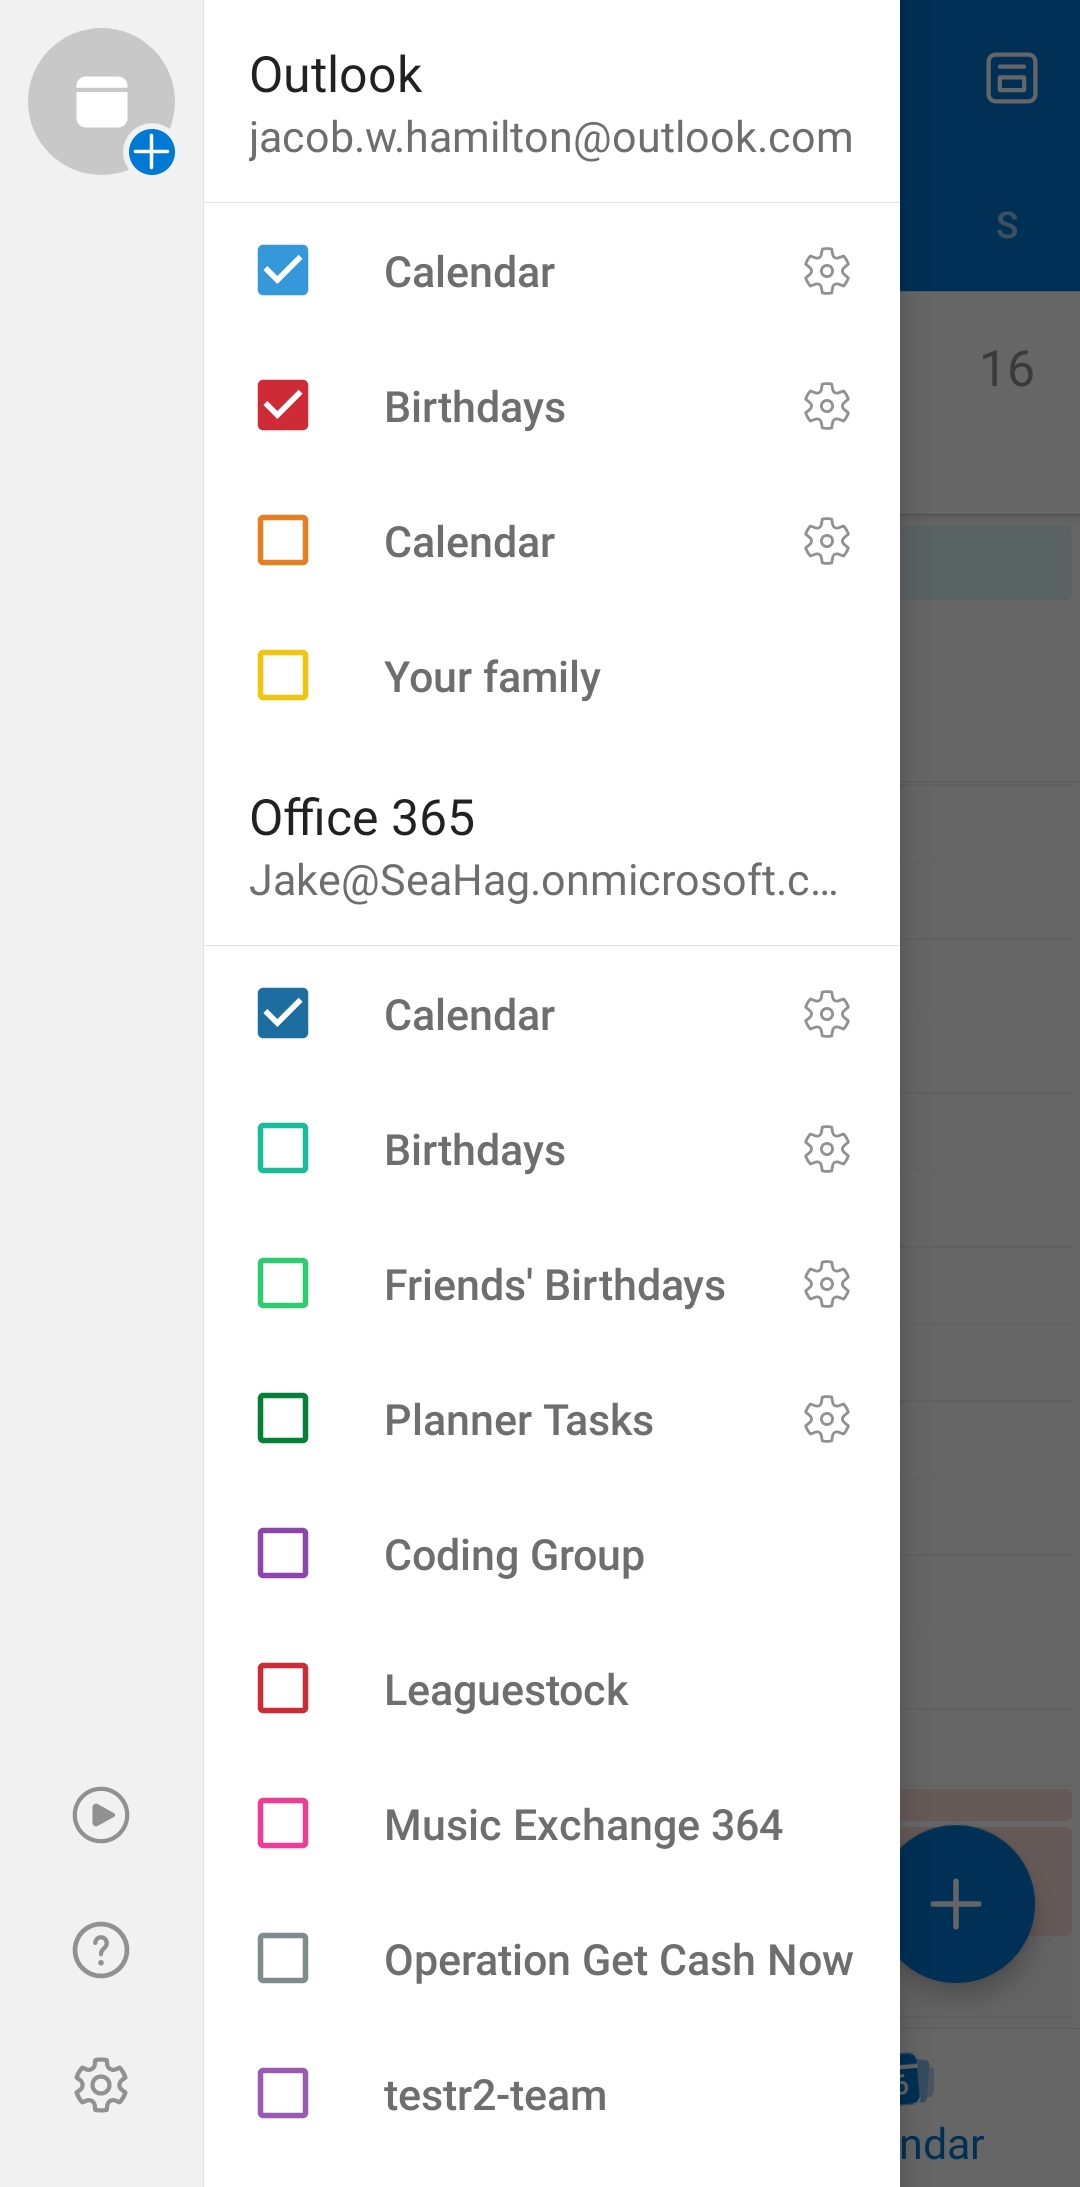 Outlook
jacob.w.hamilton@outlook.com
S
Calendar
Birthdays
16
Calendar
Your family
Office 365
Jake@SeaHag.onmicrosoft.c...
Calendar
Birthdays
Friends' Birthdays
Planner Tasks
Coding Group
Leaguestock
Music Exchange 364
Operation Get Cash Now
testr2-team
6
ndar